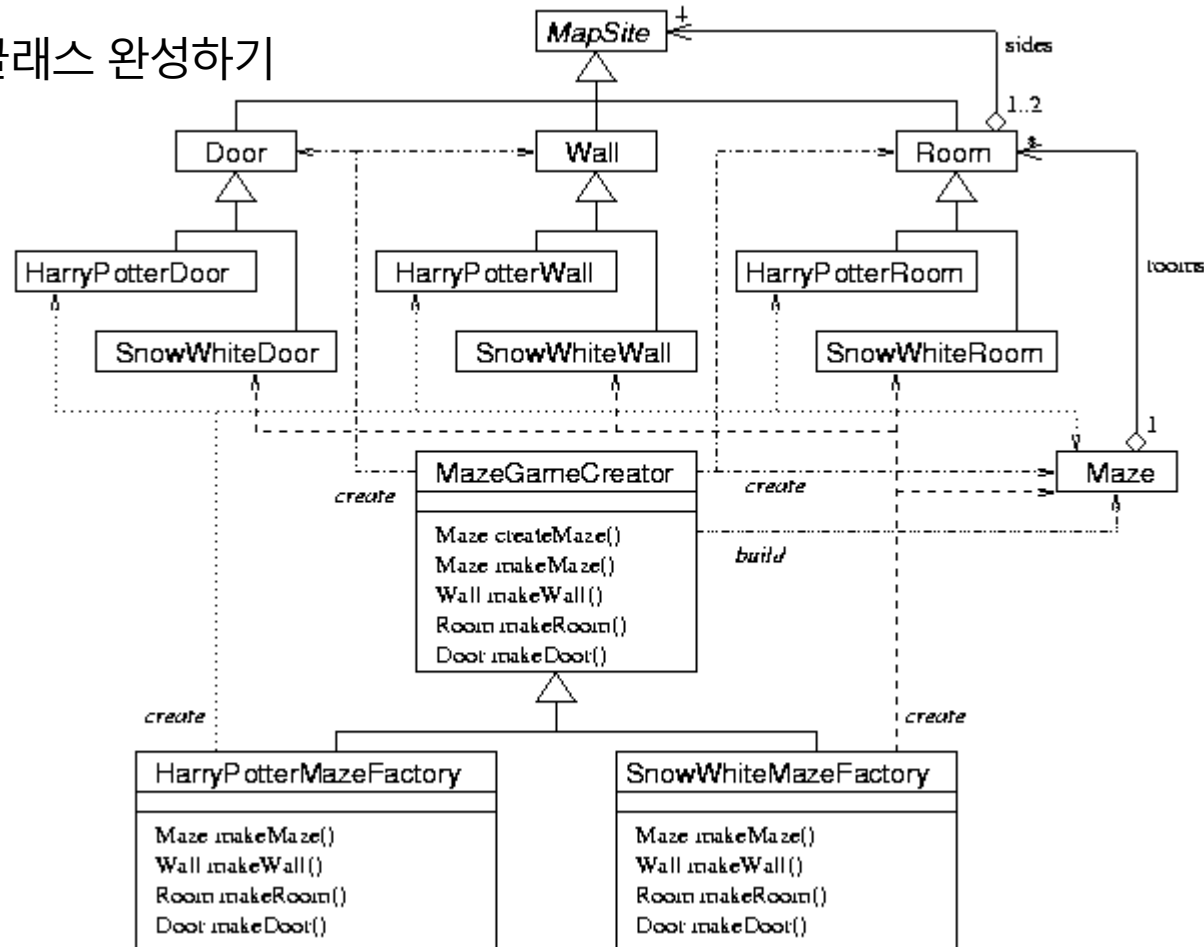 클래스 완성하기
MapSite
+
sides
1..2
Door
Wall
Room
*
HarryPotterDoor
HarryPotterWall
HarryPotterRoom
rooms
SnowWhiteDoor
SnowWhiteWall
SnowWhiteRoom
1
MazeGameCreator
Maze
create
create
Maze createMaze()
Maze makeMaze()
Wall makeWall()
Room makeRoom()
Door makeDoor()
build
create
create
HarryPotterMazeFactory
SnowWhiteMazeFactory
Maze makeMaze()
Wall makeWall()
Room makeRoom()
Door makeDoor()
Maze makeMaze()
Wall makeWall()
Room makeRoom()
Door makeDoor()